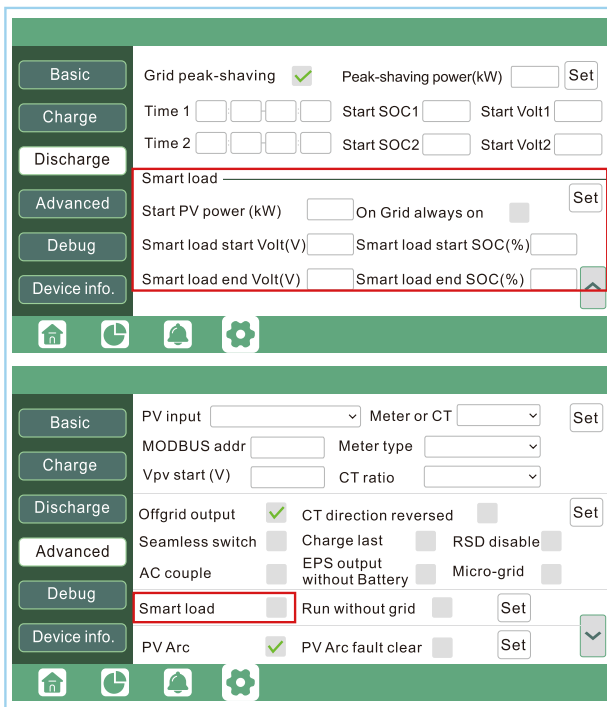 Basic
Charge
Discharge
Advanced
Debug
Device info.
Grid peak-shaving Peak-shaving power(kW) Set
Time 1 Start SOC1 Start Volt1
Time 2 Start SOC2 Start Volt2
Smart load
Set
Start PV power (kW) On Grid always on
Smart load start Volt(V) Smart load start SOC(%)
Smart load end Volt(V) Smart load end SOC(%)
Basic
Charge
Discharge
Advanced
Debug
Device info.
PV input Meter or CT Set
MODBUS addr Meter type
Vpv start (V) CT ratio
Offgrid output CT direction reversed Set
Seamless switch Charge last RSD disable
AC couple EPS output without Battery Micro-grid
Smart load Run without grid Set
PV Arc PV Arc fault clear Set